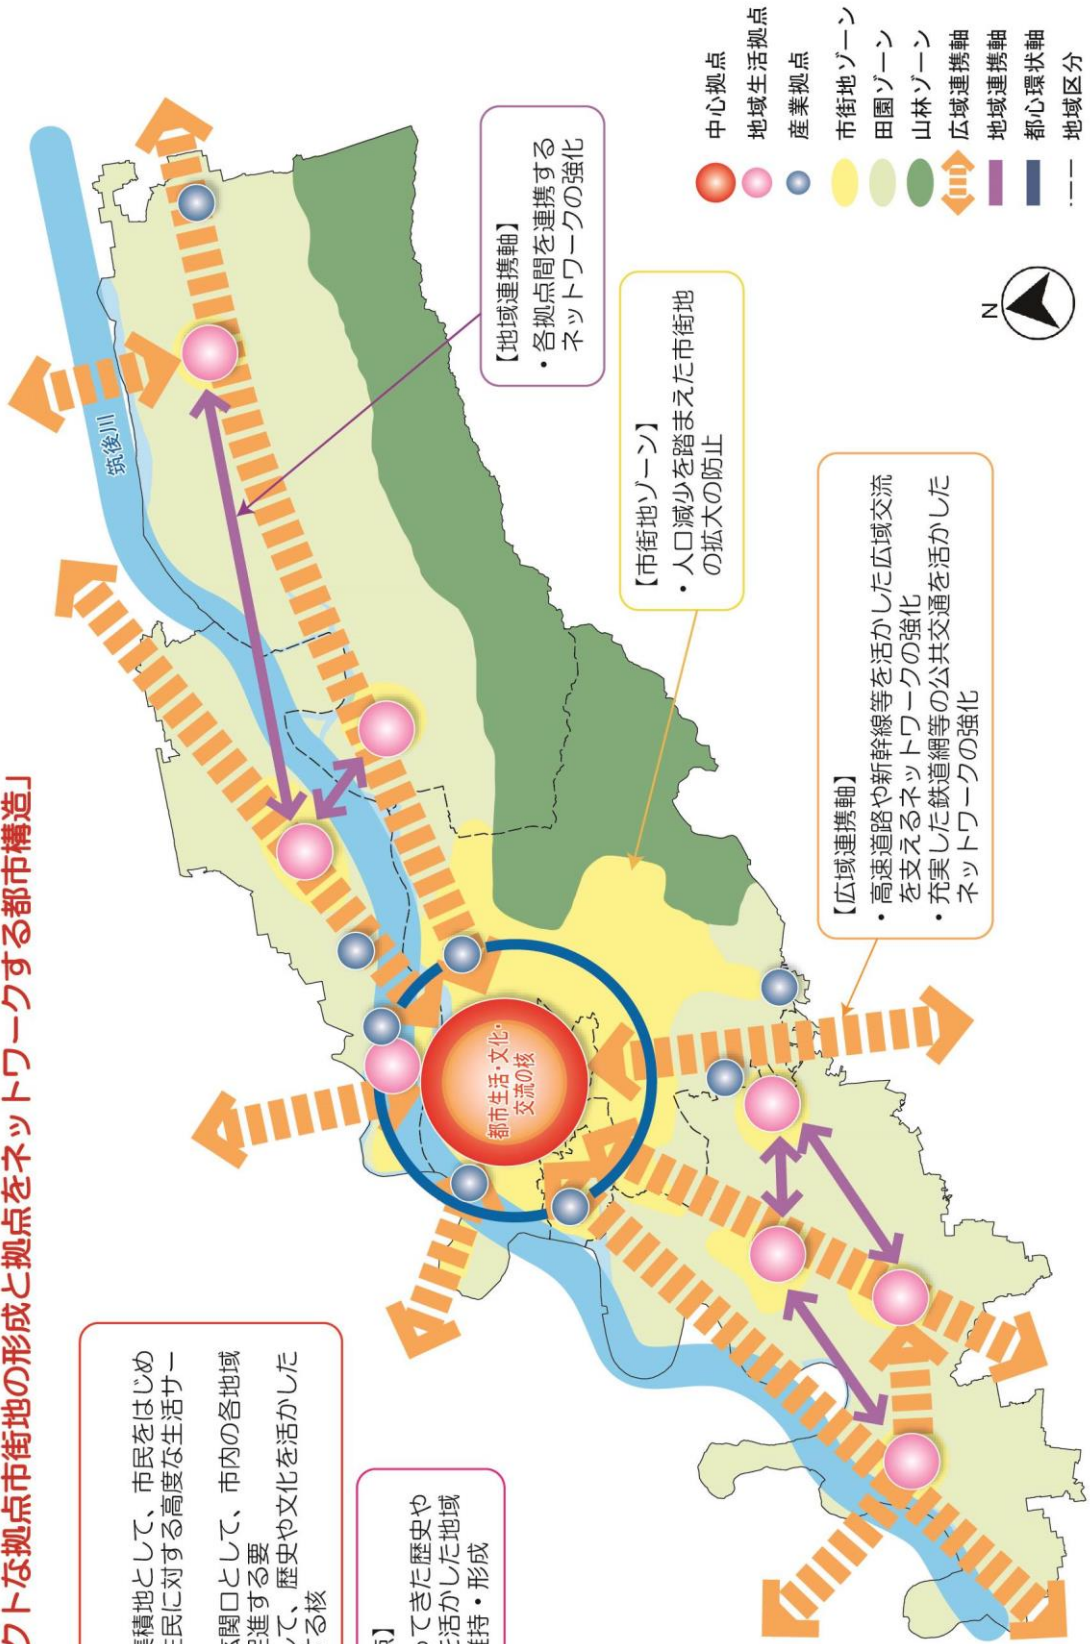 クトな拠点市街地の形成と拠点をネットワークする都市構造」
集積地として、市民をはじめ
住民に対する高度な生活サー
玄関口として、市内の各地域
促進する要
して、歴史や文化を活かした
する核
ってきた歴史や
を活かした地域
維持・形成
筑後川
都市生活・文化・
交流の核
【地域連携軸】
・各拠点間を連携する
ネットワークの強化
【市街地ゾーン】
・人口減少を踏まえた市街地
の拡大の防止
【広域連携軸】
・高速道路や新幹線等を活かした広域交流
を支えるネットワークの強化
・充実した鉄道網等の公共交通を活かした
ネットワークの強化
N
中心拠点
地域生活拠点
産業拠点
市街地ゾーン
田園ゾーン
山林ゾーン
広域連携軸
地域連携軸
都心環状軸
地域区分